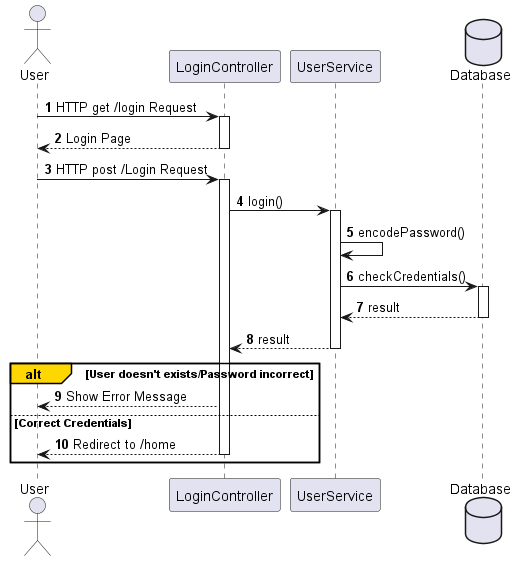 User
LoginController
UserService
Database
1 HTTP get /login Request
2 Login Page
3 HTTP post /Login Request
4 login()
5 encodePassword()
6 checkCredentials()
7 result
8 result
alt [User doesn't exists/Password incorrect]
9 Show Error Message
[Correct Credentials]
10 Redirect to /home
User
LoginController
UserService
Database